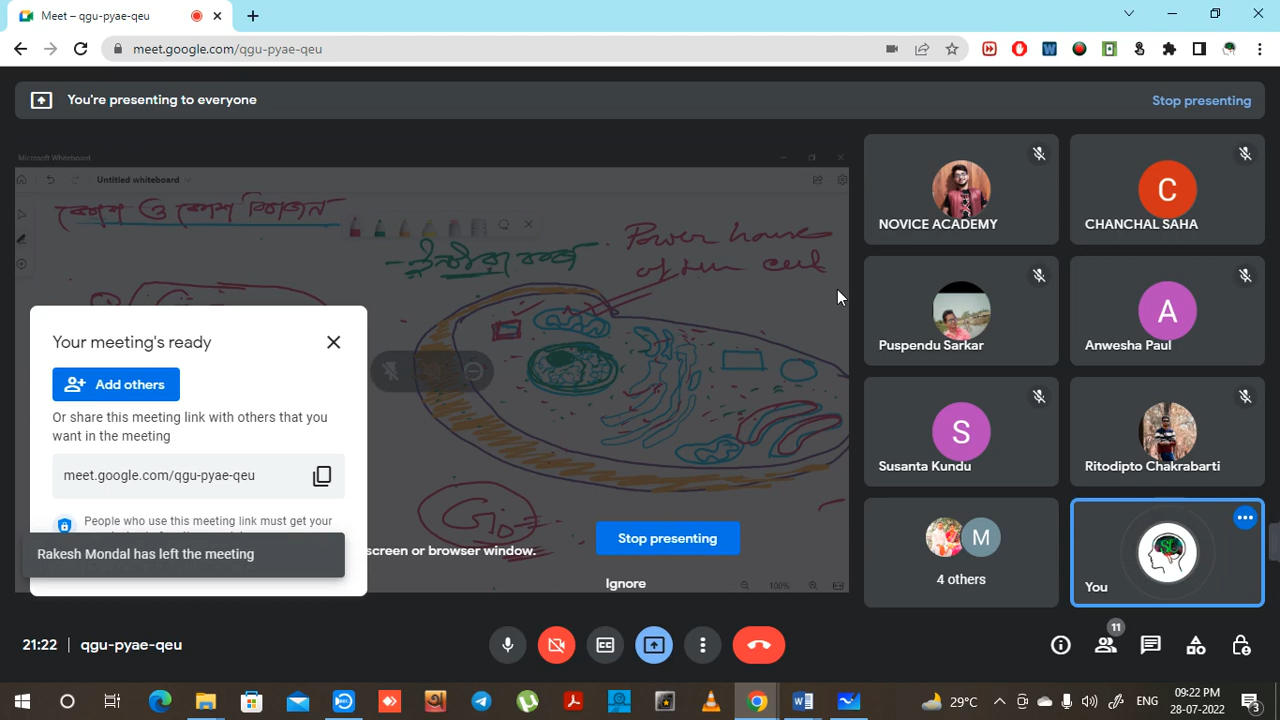 Meet – qgu-pyae-qeu
meet.google.com/qgu-pyae-qeu
You're presenting to everyone
Stop presenting
Microsoft Whiteboard
Untitled whiteboard
কোশ ও কোশ বিভাজন
Power house
of the cell
NOVICE ACADEMY
C
CHANCHAL SAHA
Puspendu Sarkar
A
Anwesha Paul
S
Susanta Kundu
Ritodipto Chakrabarti
M
4 others
You
Your meeting's ready
Add others
Or share this meeting link with others that you
want in the meeting
meet.google.com/qgu-pyae-qeu
People who use this meeting link must get your
Rakesh Mondal has left the meeting
screen or browser window.
Stop presenting
Ignore
100%
21:22 | qgu-pyae-qeu
11
ENG
29°C
09:22 PM
28-07-2022
3